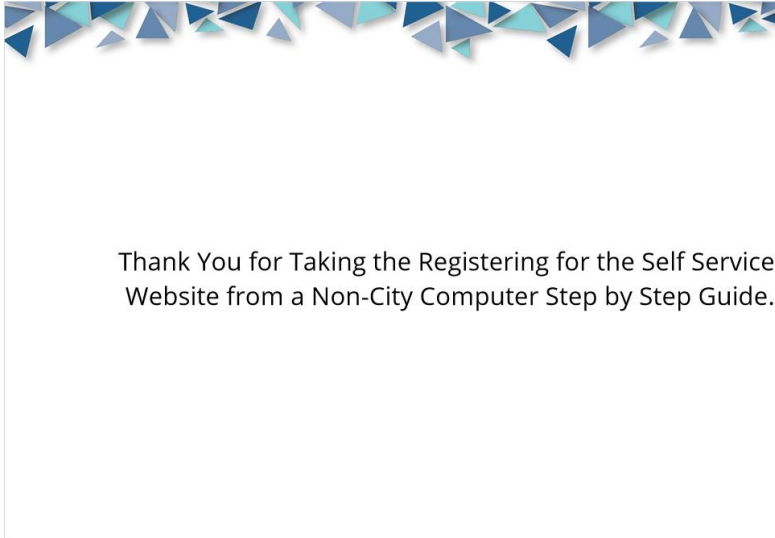 Thank You for Taking the Registering for the Self Service
Website from a Non-City Computer Step by Step Guide.